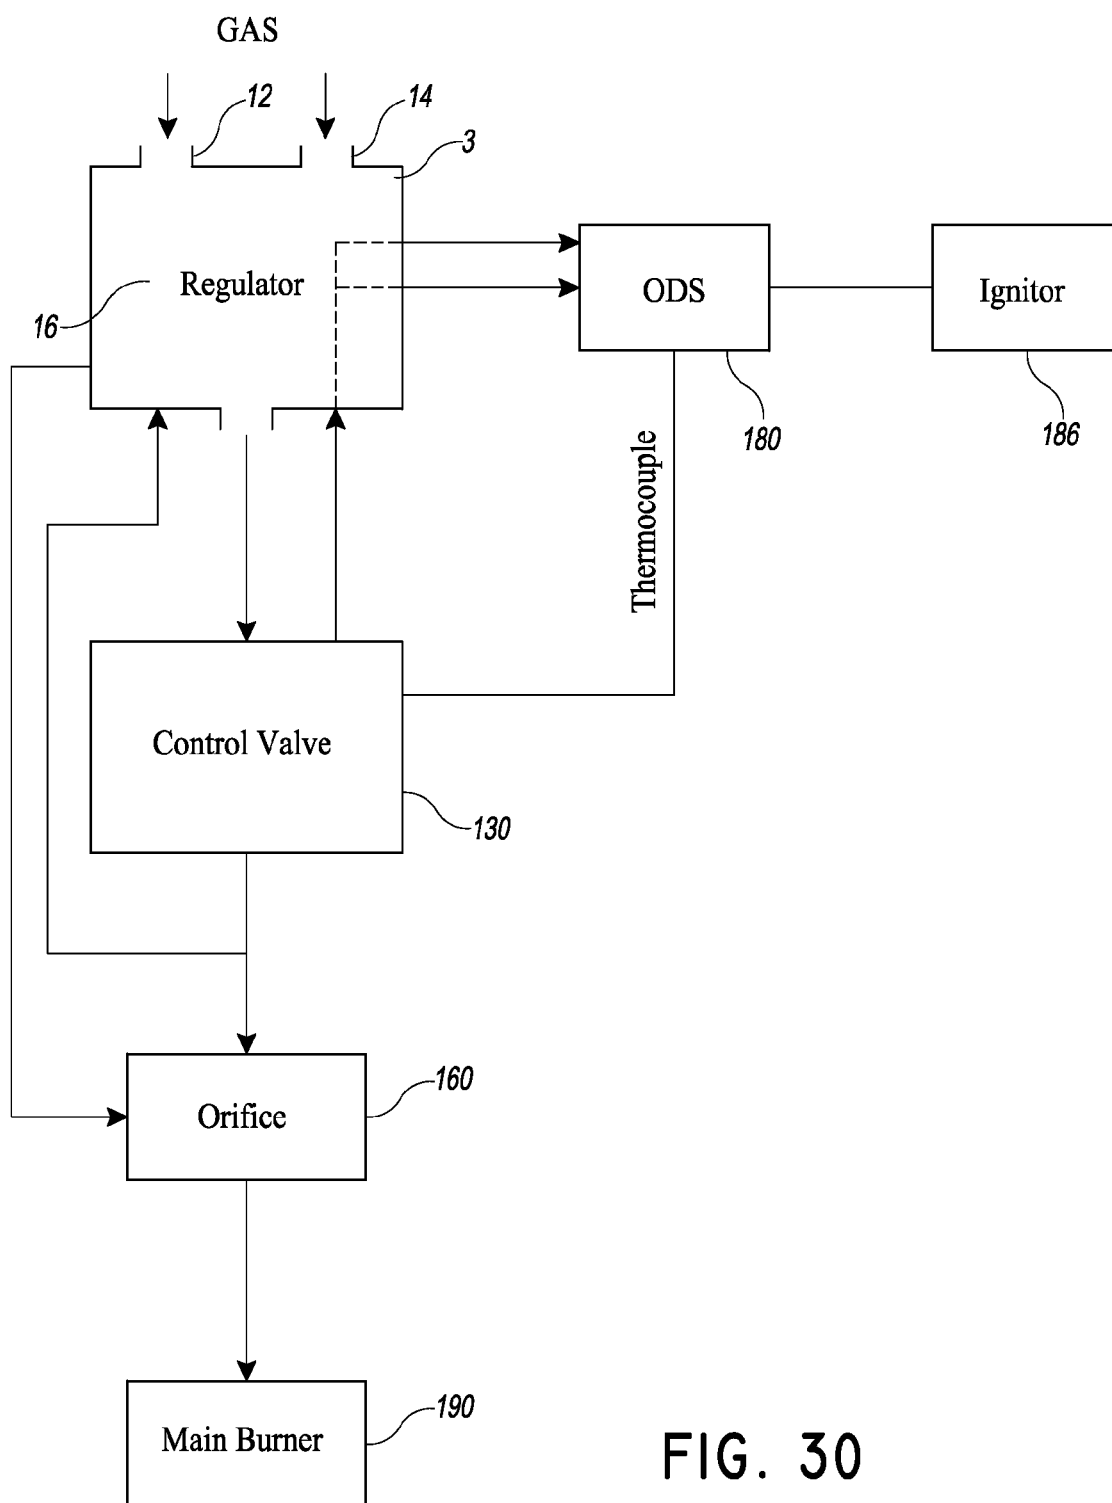 GAS
12
14
3
Regulator
16
ODS
180
Ignitor
186
Thermocouple
Control Valve
130
Orifice
160
Main Burner
190
FIG. 30